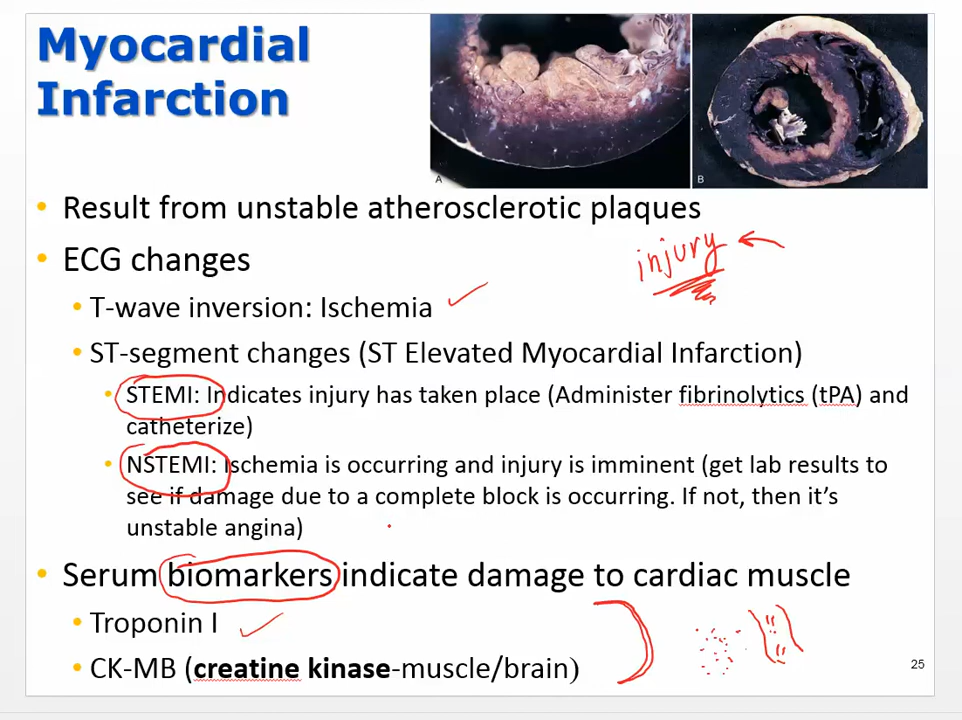 Myocardial
Infarction
A
B
• Result from unstable atherosclerotic plaques
injury
• ECG changes
• T-wave inversion: Ischemia
• ST-segment changes (ST Elevated Myocardial Infarction)
• STEMI: Indicates injury has taken place (Administer fibrinolytics (tPA) and
catheterize)
• NSTEMI: Ischemia is occurring and injury is imminent (get lab results to
see if damage due to a complete block is occurring. If not, then it's
unstable angina)
• Serum biomarkers indicate damage to cardiac muscle
• Troponin I
• CK-MB (creatine kinase-muscle/brain)
25